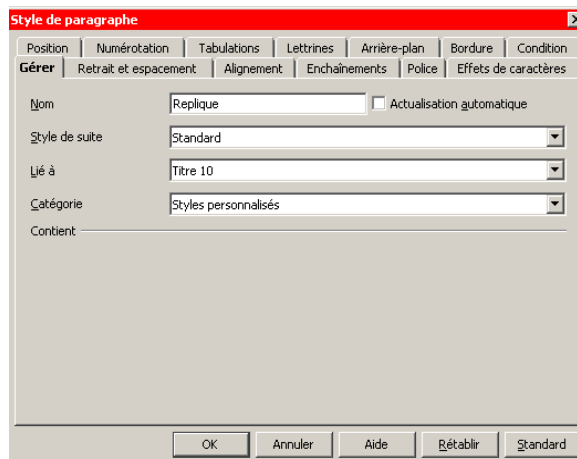 Style de paragraphe
Position Numérotation Tabulations Lettrines Arrière-plan Bordure Condition
Gérer Retrait et espacement Alignement Enchaînements Police Effets de caractères
Nom Replique Actualisation automatique
Style de suite Standard
Lié à Titre 10
Catégorie Styles personnalisés
Contient
OK Annuler Aide Rétablir Standard